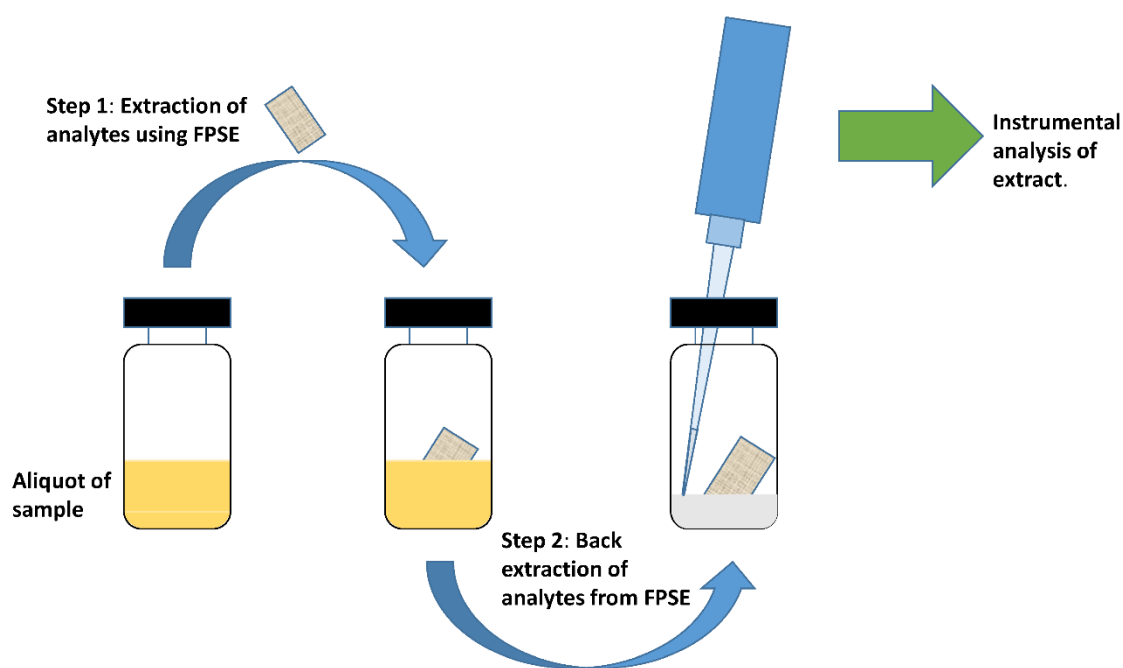 Step 1: Extraction of
analytes using FPSE
Instrumental
analysis of
extract.
Aliquot of
sample
Step 2: Back
extraction of
analytes from FPSE